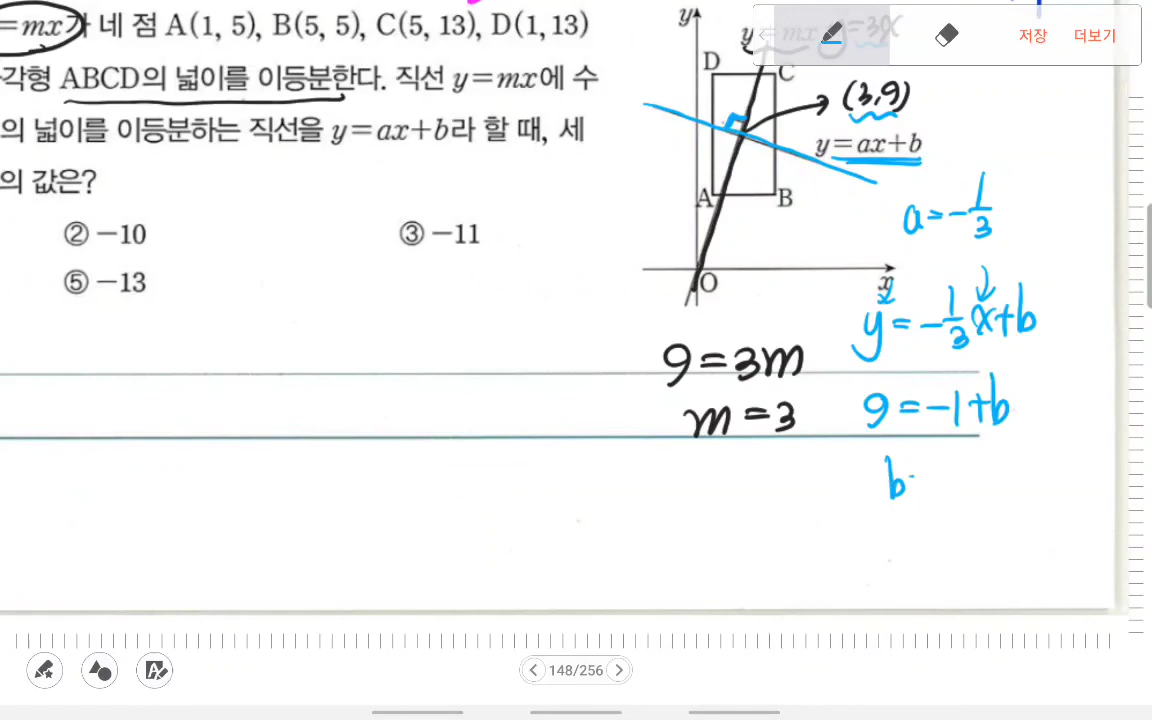 =mx가 네 점 A(1, 5), B(5, 5), C(5, 13), D(1, 13)
각형 ABCD의 넓이를 이등분한다. 직선 y=mx에 수
의 넓이를 이등분하는 직선을 y=ax+b라 할 때, 세
의 값은?
② -10
③ -11
⑤ -13
y
y=mx
y=3x
저장
더보기
D
C
(3,9)
y=ax+b
A
B
O
x
a=-1/3
y=-1/3x+b
9=3m
m=3
9=-1+b
b
148/256